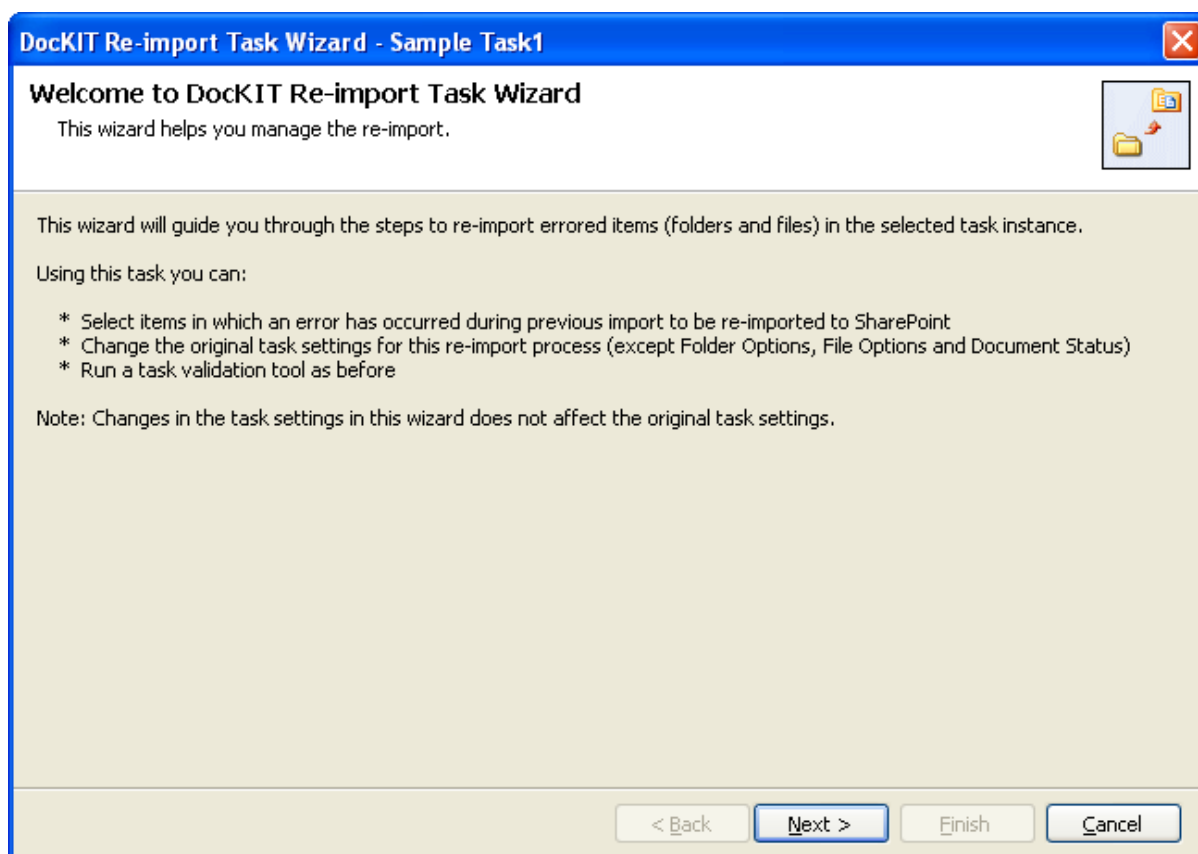 DocKIT Re-import Task Wizard - Sample Task1
Welcome to DocKIT Re-import Task Wizard
This wizard helps you manage the re-import.
This wizard will guide you through the steps to re-import errored items (folders and files) in the selected task instance.
Using this task you can:
* Select items in which an error has occurred during previous import to be re-imported to SharePoint
* Change the original task settings for this re-import process (except Folder Options, File Options and Document Status)
* Run a task validation tool as before
Note: Changes in the task settings in this wizard does not affect the original task settings.
< Back Next > Finish Cancel